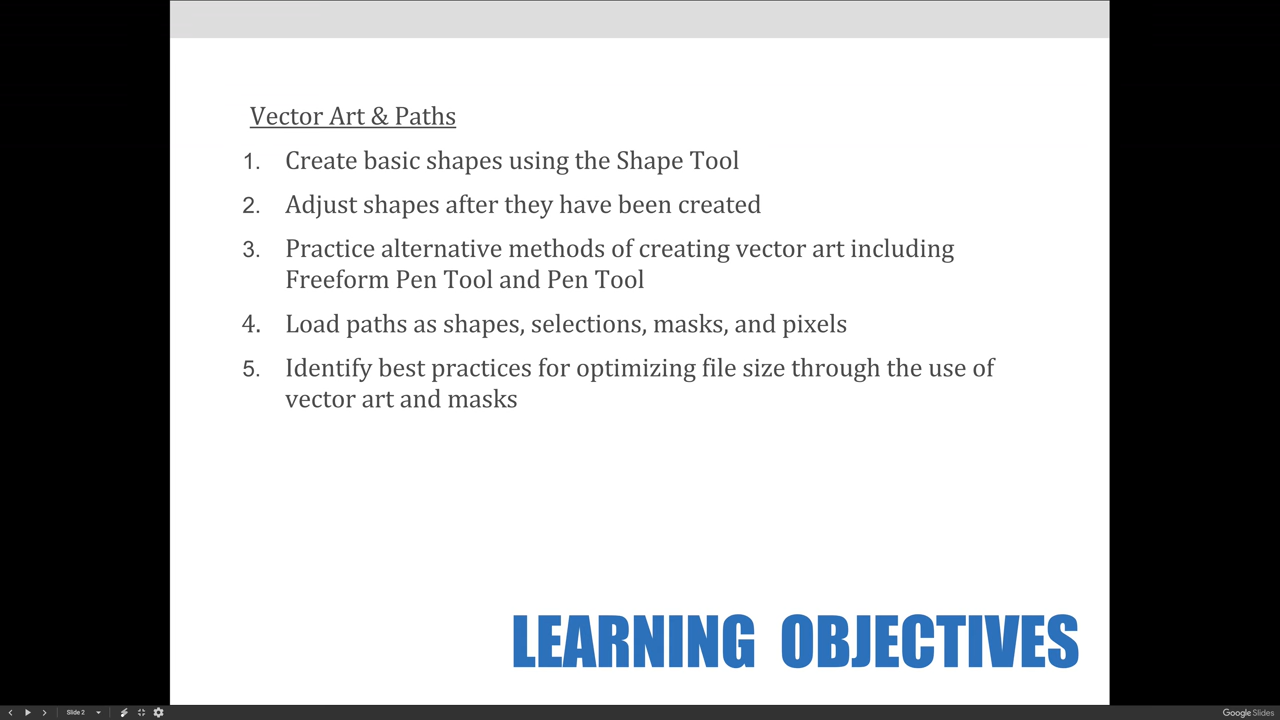 Vector Art & Paths
1. Create basic shapes using the Shape Tool
2. Adjust shapes after they have been created
3. Practice alternative methods of creating vector art including
Freeform Pen Tool and Pen Tool
4. Load paths as shapes, selections, masks, and pixels
5. Identify best practices for optimizing file size through the use of
vector art and masks
LEARNING OBJECTIVES
Slide 2
Google Slides